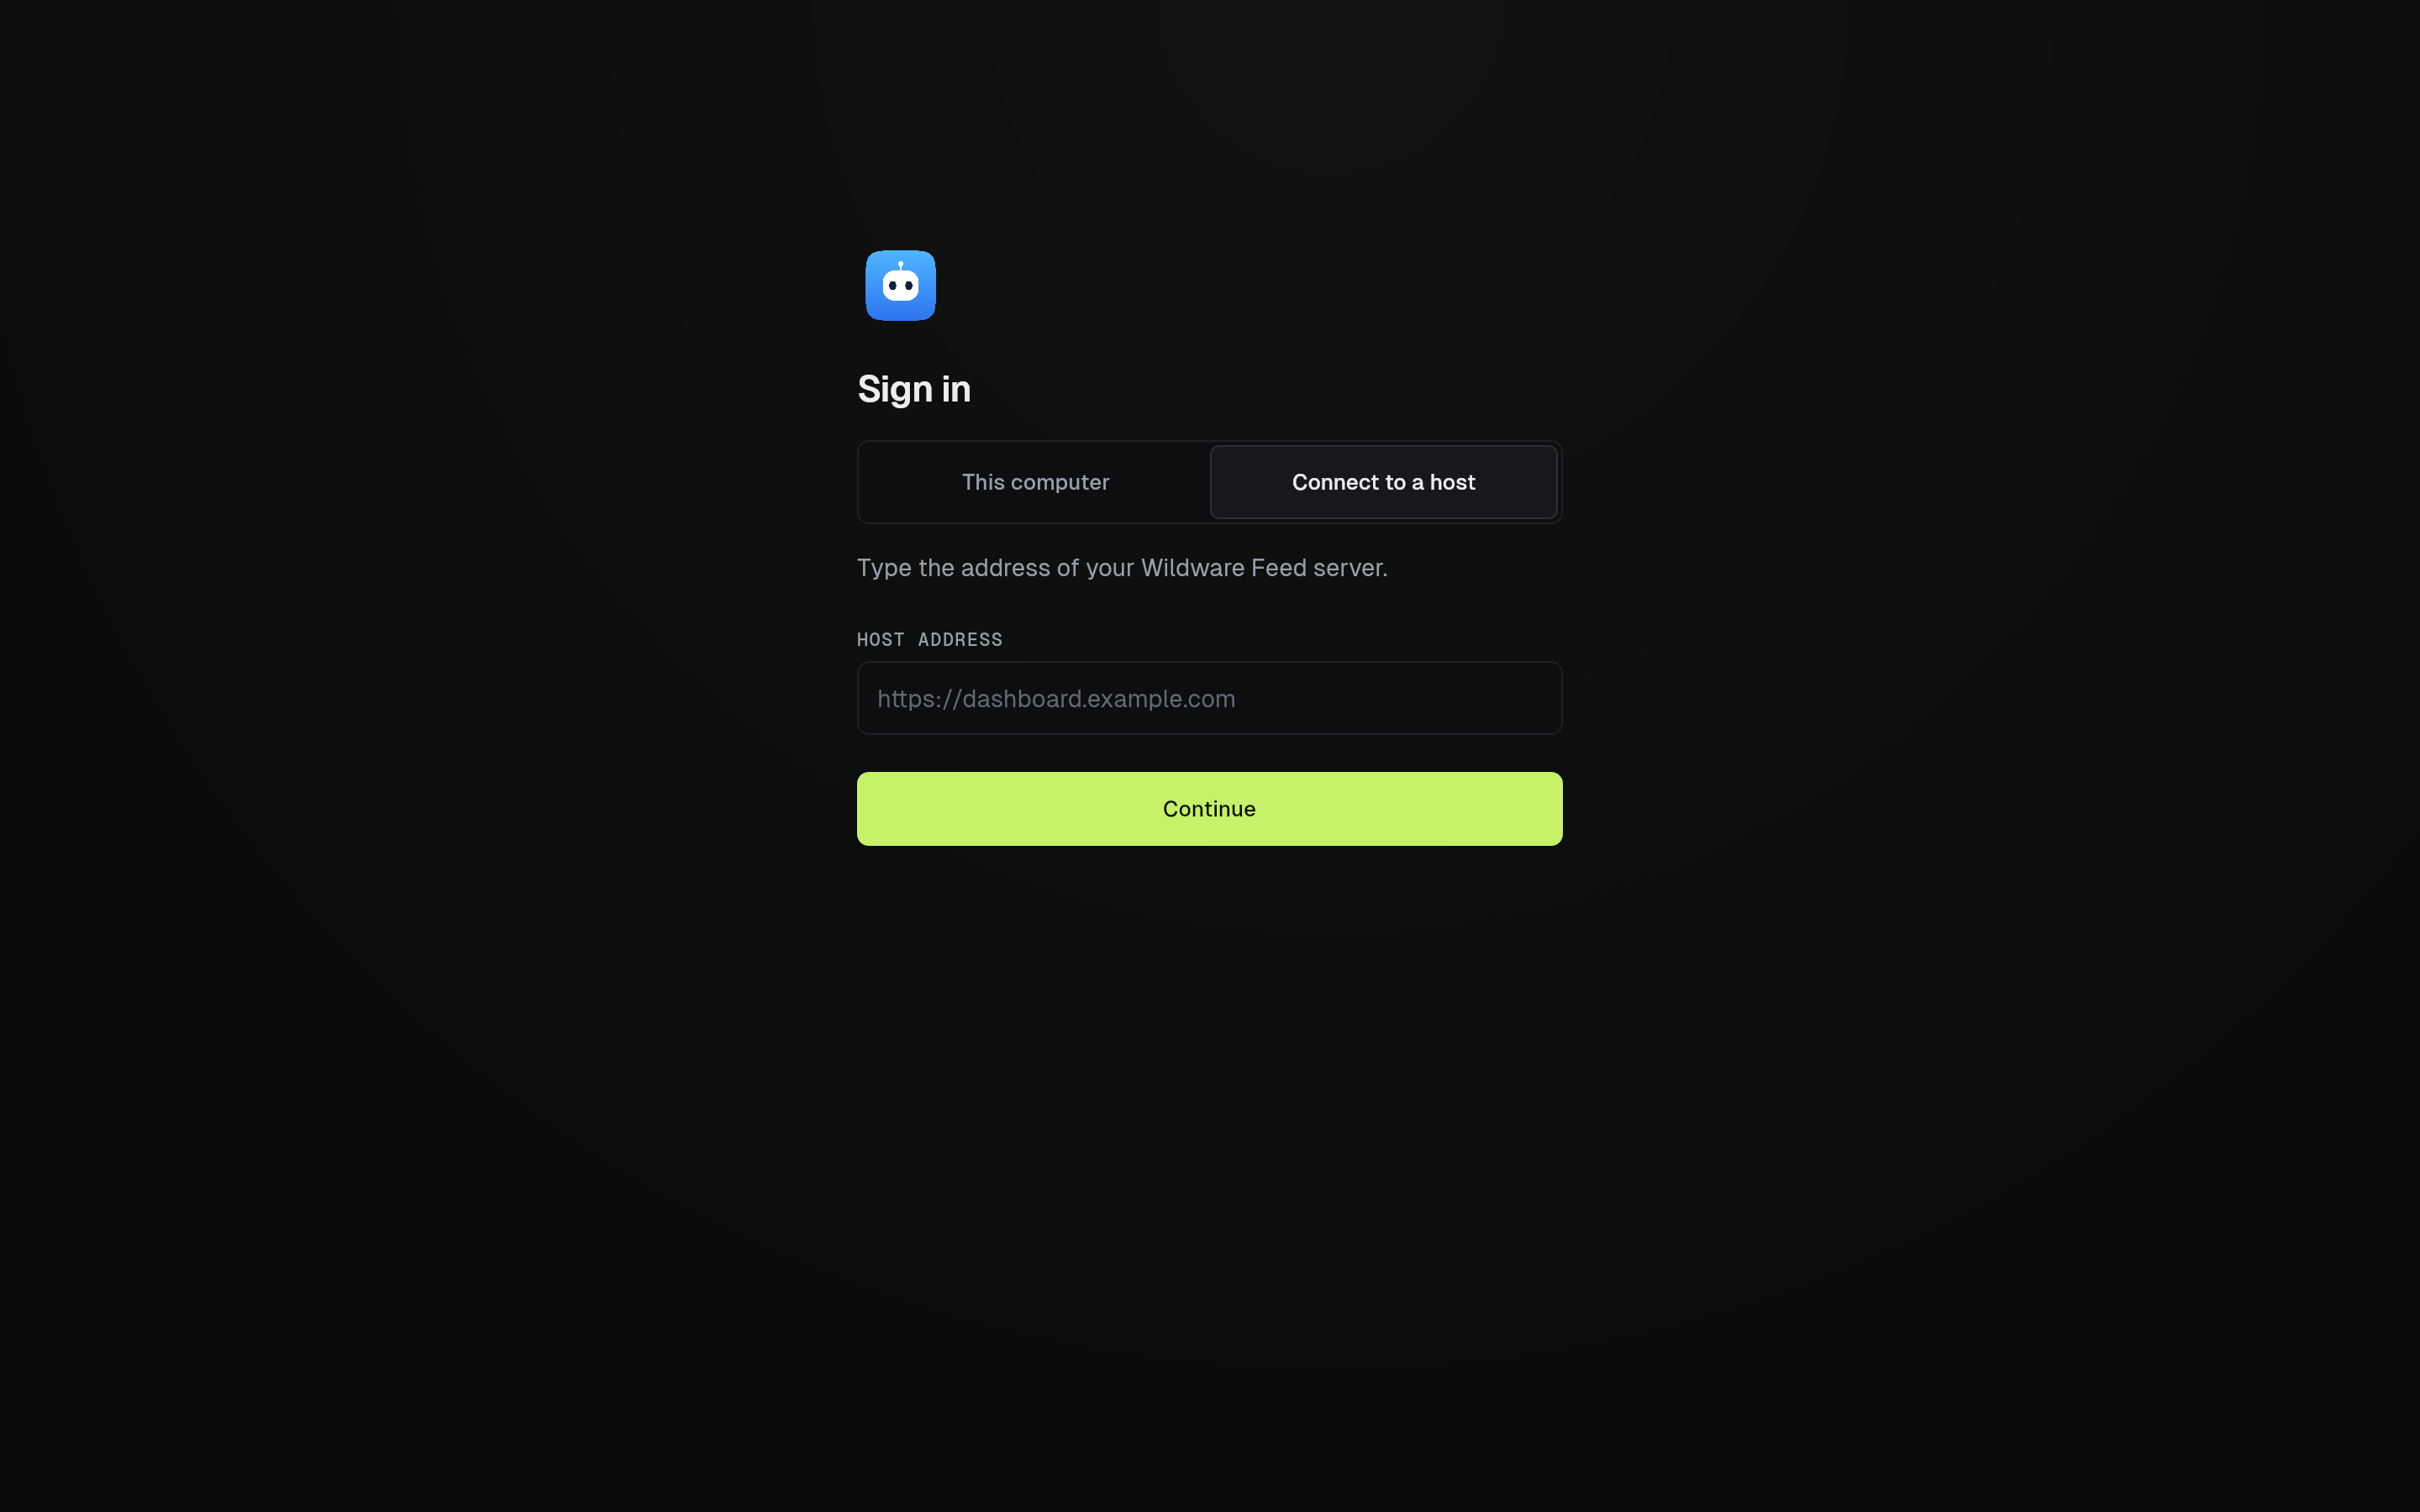 Sign in
This computer
Connect to a host
Type the address of your Wildware Feed server.
HOST ADDRESS
https://dashboard.example.com
Continue